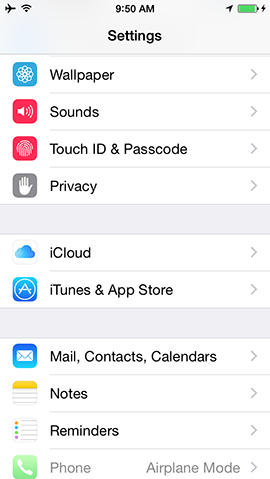 9:50 AM
Settings
Wallpaper
Sounds
Touch ID & Passcode
Privacy
iCloud
iTunes & App Store
Mail, Contacts, Calendars
Notes
Reminders
Phone Airplane Mode